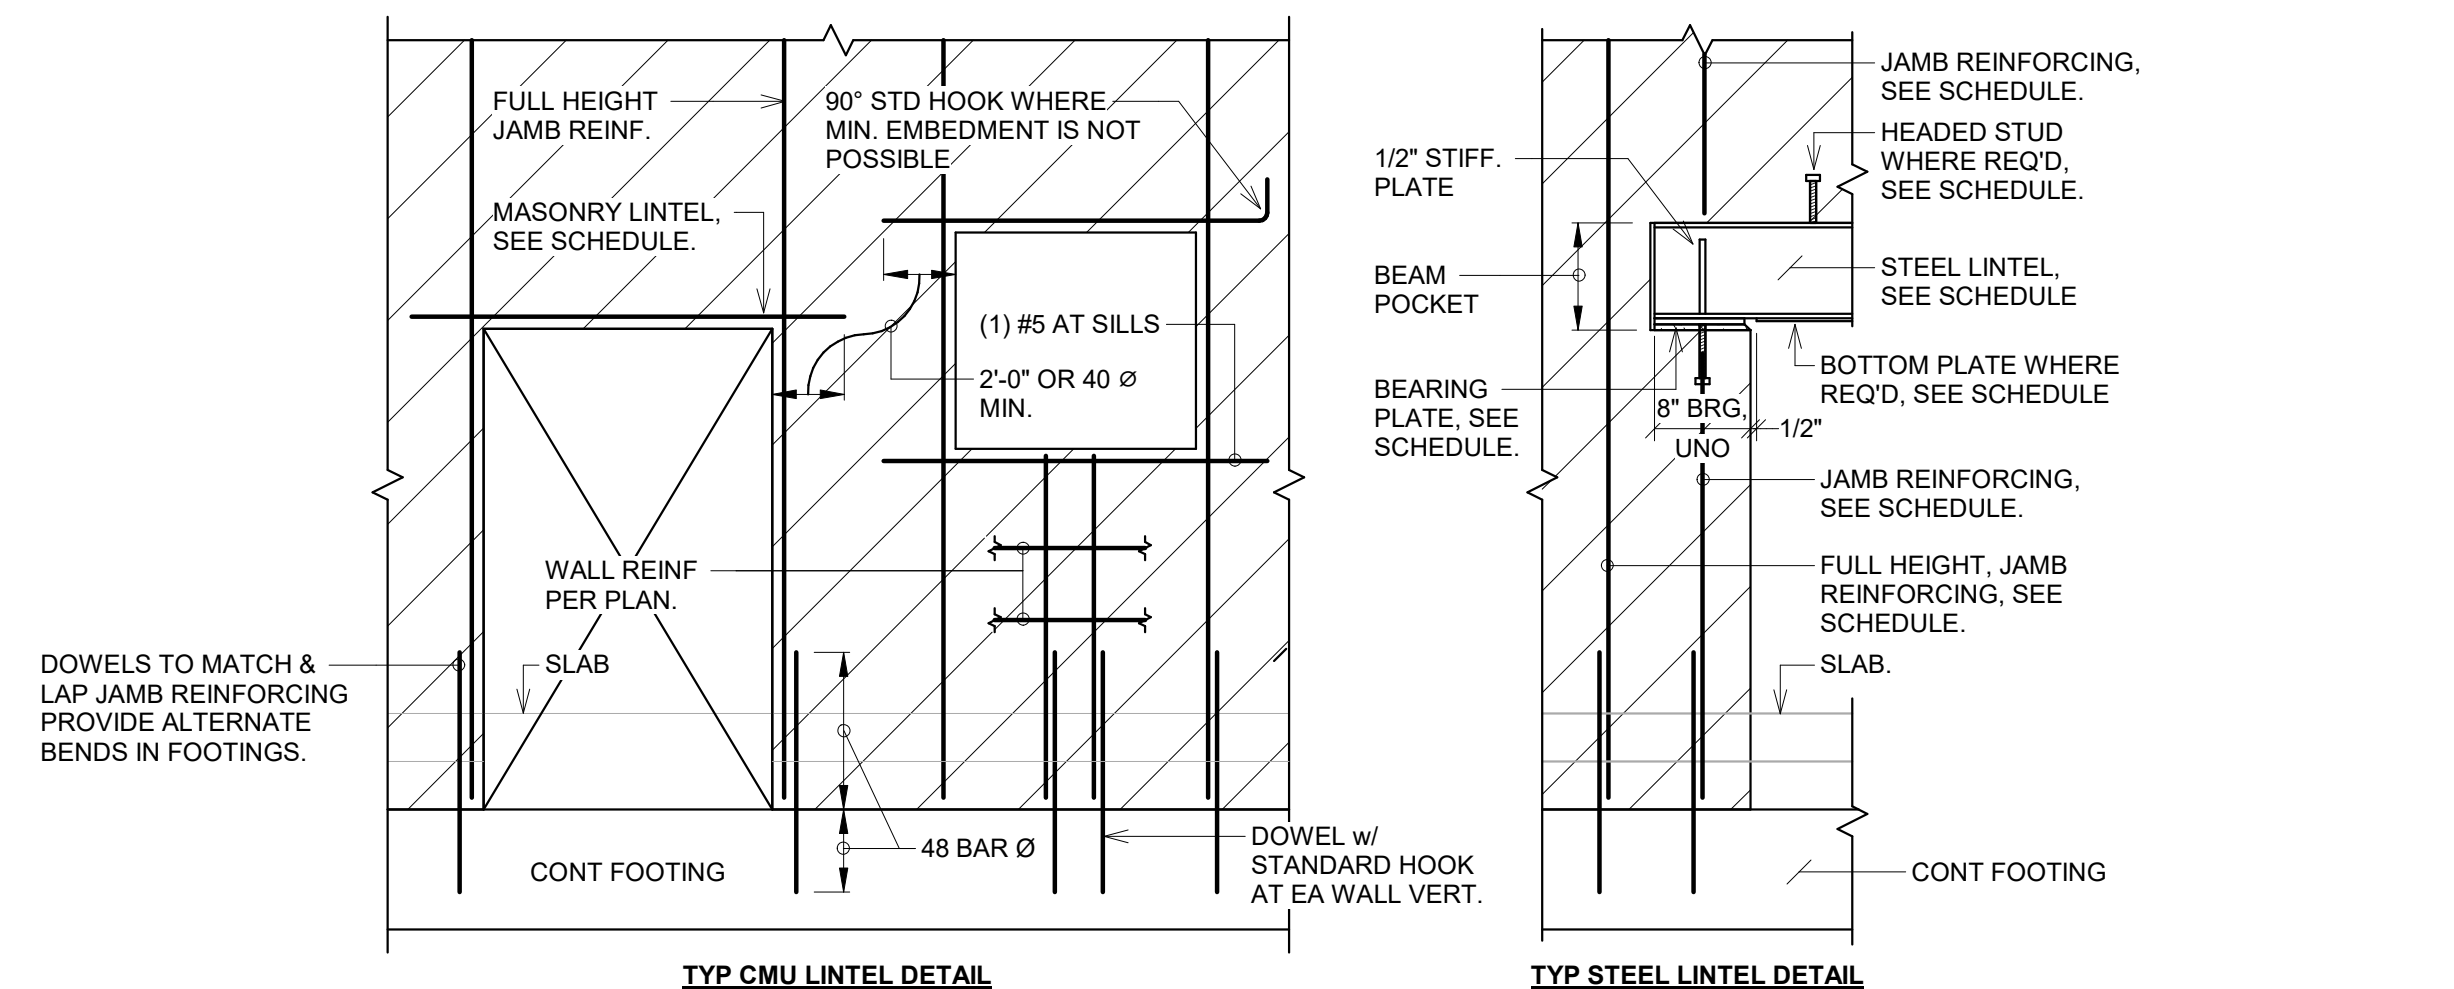 FULL HEIGHT
JAMB REINF.
90° STD HOOK WHERE
MIN. EMBEDMENT IS NOT
POSSIBLE
MASONRY LINTEL,
SEE SCHEDULE.
(1) #5 AT SILLS
2'-0" OR 40 Ø
MIN.
WALL REINF
PER PLAN.
DOWELS TO MATCH &
LAP JAMB REINFORCING
PROVIDE ALTERNATE
BENDS IN FOOTINGS.
SLAB
48 BAR Ø
CONT FOOTING
DOWEL w/
STANDARD HOOK
AT EA WALL VERT.
TYP CMU LINTEL DETAIL
JAMB REINFORCING,
SEE SCHEDULE.
HEADED STUD
WHERE REQ'D,
SEE SCHEDULE.
1/2" STIFF.
PLATE
BEAM
POCKET
STEEL LINTEL,
SEE SCHEDULE
BOTTOM PLATE WHERE
REQ'D, SEE SCHEDULE
BEARING
PLATE, SEE
SCHEDULE.
8" BRG,
UNO
1/2"
JAMB REINFORCING,
SEE SCHEDULE.
FULL HEIGHT, JAMB
REINFORCING, SEE
SCHEDULE.
SLAB.
CONT FOOTING
TYP STEEL LINTEL DETAIL